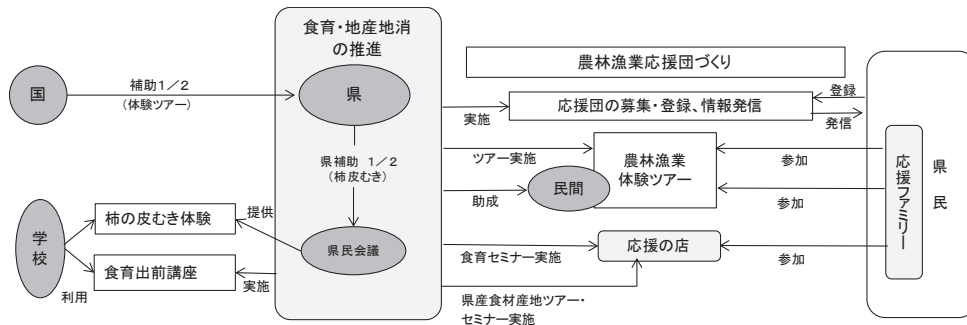 食育・地産地消
の推進
農林漁業応援団づくり
国
補助1／2
(体験ツアー)
県
応援団の募集・登録、情報発信
登録
発信
実施
県補助 1／2
(柿皮むき)
ツアー実施
農林漁業
体験ツアー
民間
助成
参加
参加
応援ファミリー
県民
学校
柿の皮むき体験
提供
県民会議
食育出前講座
利用
実施
食育セミナー実施
応援の店
参加
県産食材産地ツアー・
セミナー実施